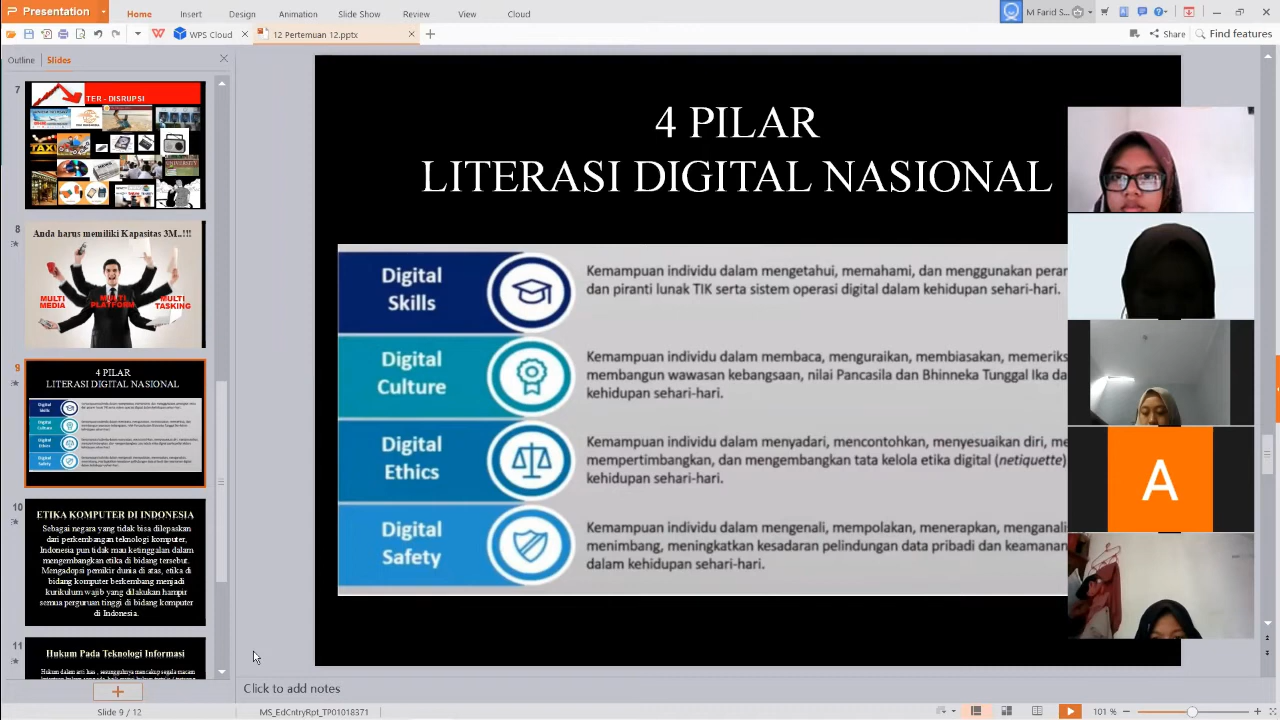 Presentation
Home
Insert
Design
Animation
Slide Show
Review
View
Cloud
M Farid S...
WPS Cloud
12 Pertemuan 12.pptx
Share
Find features
Outline
Slides
7
TER - DISRUPSI
TAXI
8
Anda harus memiliki Kapasitas 3M..!!!
MULTI
MEDIA
MULTI
PLATFORM
MULTI
TASKING
9
4 PILAR
LITERASI DIGITAL NASIONAL
Digital
Skills
Digital
Culture
Digital
Ethics
Digital
Safety
10
ETIKA KOMPUTER DI INDONESIA
Sebagai negara yang tidak bisa dilepaskan
dari perkembangan teknologi komputer,
Indonesia pun tidak mau ketinggalan dalam
mengembangkan etika di bidang tersebut.
Mengadopsi pemikir dunia di atas, etika di
bidang komputer berkembang menjadi
kurikulum wajib yang dilakukan hampir
semua perguruan tinggi di bidang komputer
di Indonesia.
11
Hukum Pada Teknologi Informasi
4 PILAR
LITERASI DIGITAL NASIONAL
Digital
Skills
Kemampuan individu dalam mengetahui, memahami, dan menggunakan peran
dan piranti lunak TIK serta sistem operasi digital dalam kehidupan sehari-hari.
Digital
Culture
Kemampuan individu dalam membaca, menguraikan, membiasakan, memeriks
membangun wawasan kebangsaan, nilai Pancasila dan Bhinneka Tunggal Ika da
kehidupan sehari-hari.
Digital
Ethics
Kemampuan individu dalam menyadari, mencontohkan, menyesuaikan diri, me
mempertimbangkan, dan mengembangkan tata kelola etika digital (netiquette)
kehidupan sehari-hari.
Digital
Safety
Kemampuan individu dalam mengenali, mempolakan, menerapkan, menganali
menimbang, meningkatkan kesadaran pelindungan data pribadi dan keamanan
dalam kehidupan sehari-hari.
A
Click to add notes
Slide 9 / 12
MS_EdCntryRpt_TP01018371
101 %